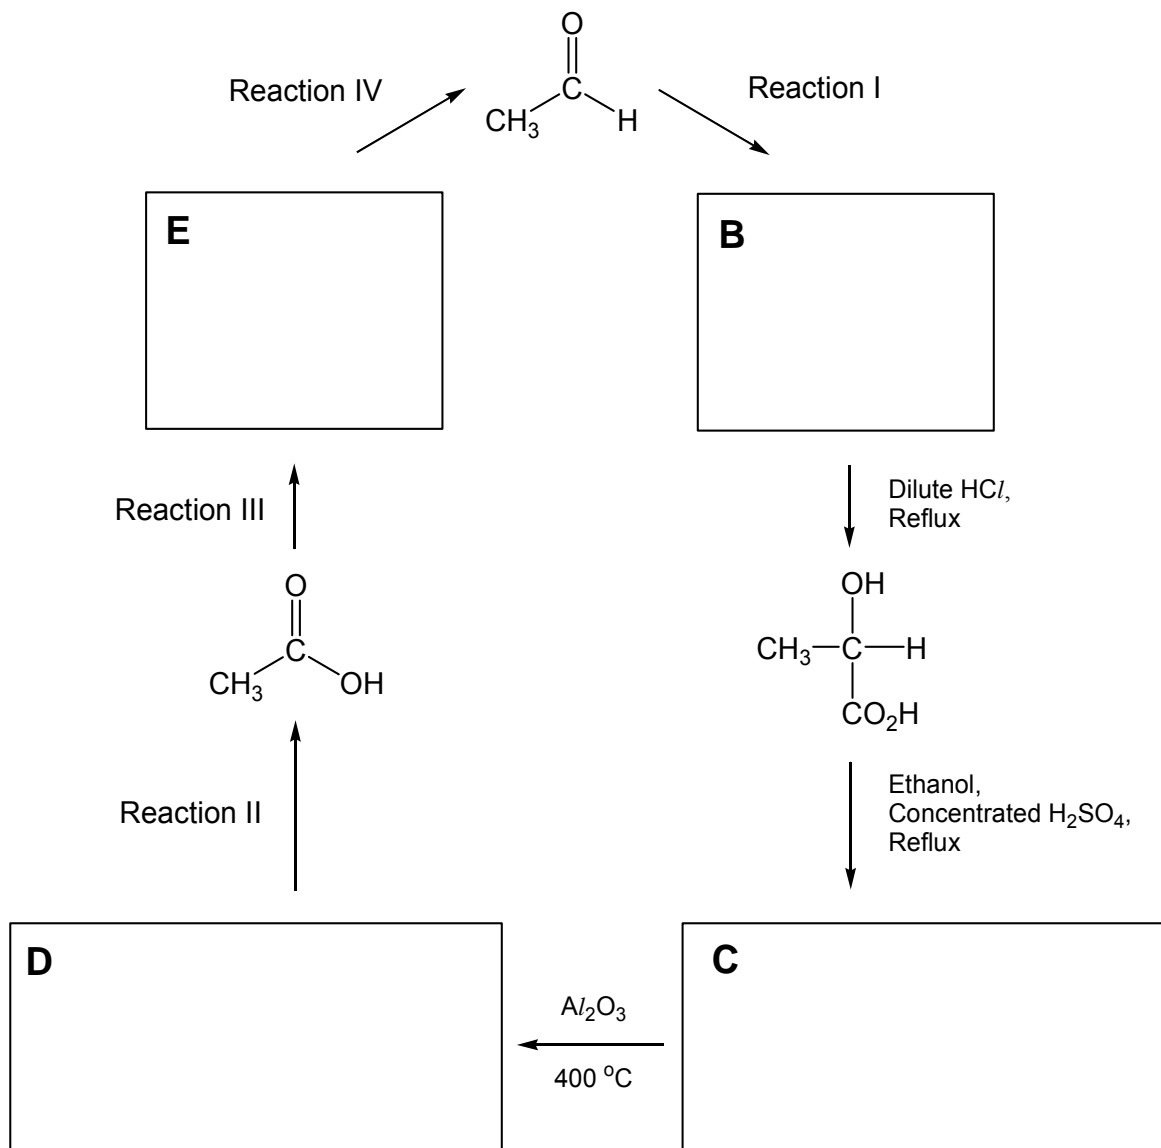 O
Reaction IV
C
Reaction I
CH3
H
E
B
Reaction III
Dilute HCl,
Reflux
O
OH
C
CH3
OH
CH3 C H
CO2H
Reaction II
Ethanol,
Concentrated H2SO4,
Reflux
D
C
Al2O3
400 oC